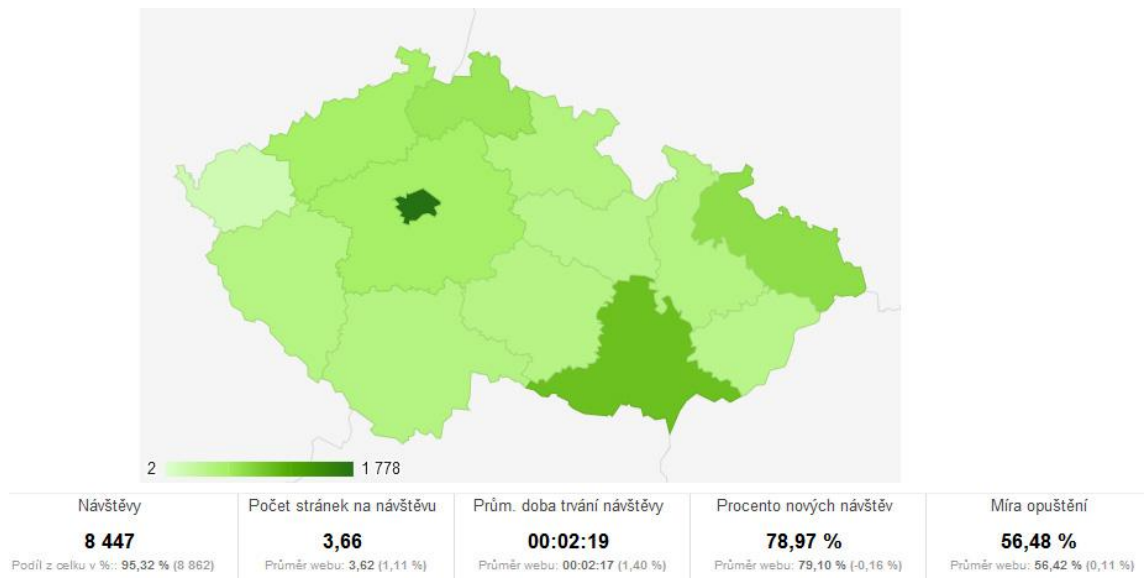 2 1 778
Návštěvy Počet stránek na návštěvu Prům. doba trvání návštěvy Procento nových návštěv Míra opuštění
8 447 3,66 00:02:19 78,97 % 56,48 %
Podíl z celku v %:: 95,32 % (8 862) Průměr webu: 3,62 (1,11 %) Průměr webu: 00:02:17 (1,40 %) Průměr webu: 79,10 % (-0,16 %) Průměr webu: 56,42 % (0,11 %)